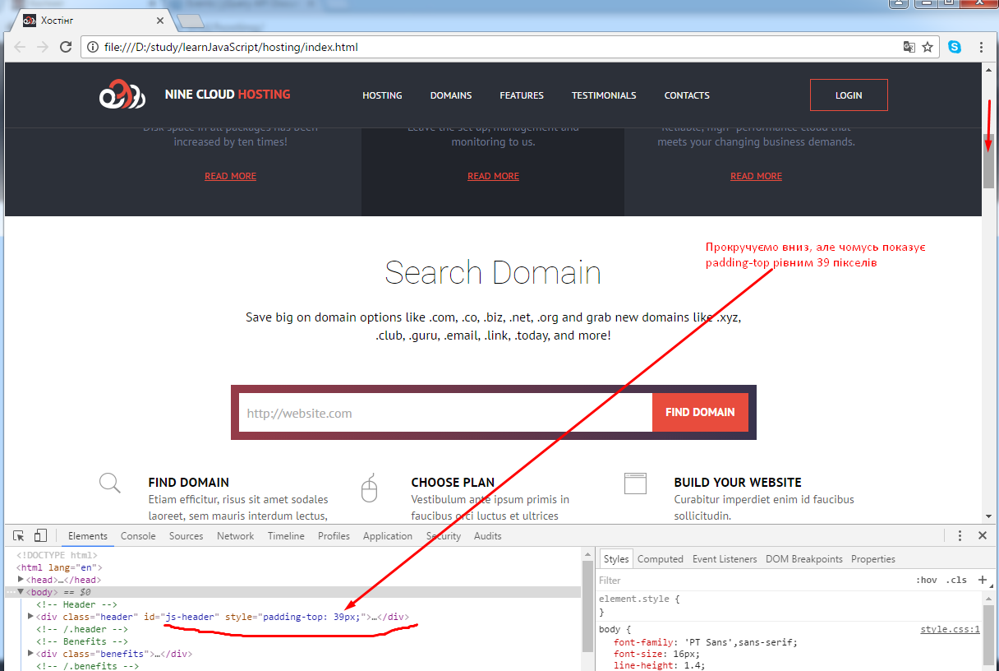 Хостінг
file:///D:/study/learnJavaScript/hosting/index.html
NINE CLOUD HOSTING
HOSTING
DOMAINS
FEATURES
TESTIMONIALS
CONTACTS
LOGIN
Disk space in all packages has been
increased by ten times!
READ MORE
Leave the set-up, management and
monitoring to us.
READ MORE
Reliable, high-performance cloud that
meets your changing business demands.
READ MORE
Прокручуємо вниз, але чомусь показує
padding-top рівним 39 пікселів
Search Domain
Save big on domain options like .com, .co, .biz, .net, .org and grab new domains like .xyz,
.club, .guru, .email, .link, .today, and more!
http://website.com
FIND DOMAIN
FIND DOMAIN
Etiam efficitur, risus sit amet sodales
laoreet, sem mauris interdum lectus,
CHOOSE PLAN
Vestibulum ante ipsum primis in
faucibus orci luctus et ultrices
BUILD YOUR WEBSITE
Curabitur imperdiet enim id faucibus
sollicitudin.
Elements Console Sources Network Timeline Profiles Application Security Audits
<!DOCTYPE html>
<html lang="en">
<head>…</head>
<body> == $0
<!-- Header -->
<div class="header" id="js-header" style="padding-top: 39px;">…</div>
<!-- /.header -->
<!-- Benefits -->
<div class="benefits">…</div>
<!-- /.benefits -->
Styles Computed Event Listeners DOM Breakpoints Properties
Filter :hov .cls +
element.style {
}
body { style.css:1
font-family: 'PT Sans',sans-serif;
font-size: 16px;
line-height: 1.4;